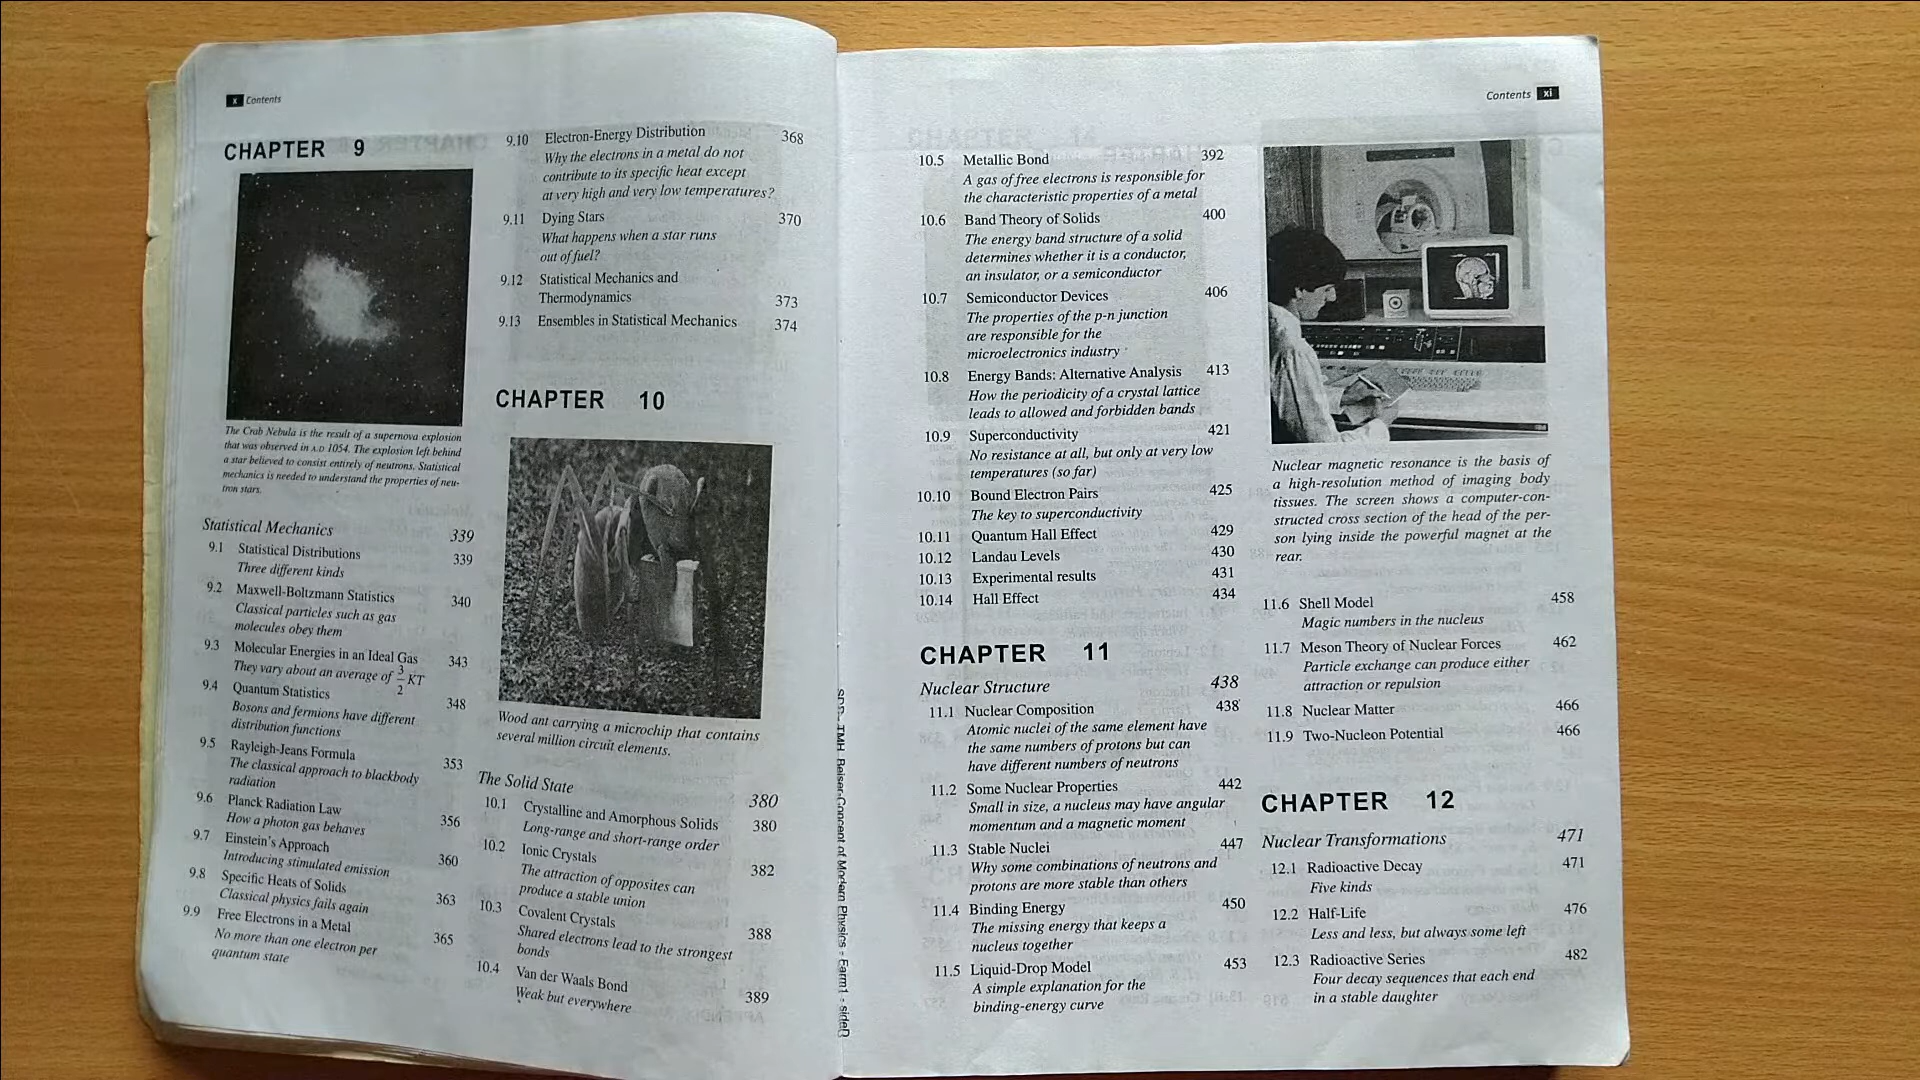 x Contents
CHAPTER 9
The Crab Nebula is the result of a supernova explosion
that was observed in A.D 1054. The explosion left behind
a star believed to consist entirely of neutrons. Statistical
mechanics is needed to understand the properties of neu-
tron stars.
Statistical Mechanics 339
9.1 Statistical Distributions 339
Three different kinds
9.2 Maxwell-Boltzmann Statistics 340
Classical particles such as gas
molecules obey them
9.3 Molecular Energies in an Ideal Gas 343
They vary about an average of 3/2 KT
9.4 Quantum Statistics 348
Bosons and fermions have different
distribution functions
9.5 Rayleigh-Jeans Formula 353
The classical approach to blackbody
radiation
9.6 Planck Radiation Law 356
How a photon gas behaves
9.7 Einstein's Approach 360
Introducing stimulated emission
9.8 Specific Heats of Solids 363
Classical physics fails again
9.9 Free Electrons in a Metal 365
No more than one electron per
quantum state
9.10 Electron-Energy Distribution 368
Why the electrons in a metal do not
contribute to its specific heat except
at very high and very low temperatures?
9.11 Dying Stars 370
What happens when a star runs
out of fuel?
9.12 Statistical Mechanics and
Thermodynamics 373
9.13 Ensembles in Statistical Mechanics 374
CHAPTER 10
Wood ant carrying a microchip that contains
several million circuit elements.
The Solid State 380
10.1 Crystalline and Amorphous Solids 380
Long-range and short-range order
10.2 Ionic Crystals 382
The attraction of opposites can
produce a stable union
10.3 Covalent Crystals 388
Shared electrons lead to the strongest
bonds
10.4 Van der Waals Bond 389
Weak but everywhere
TMH Beiser-Concept of Modern Physics
Contents xi
10.5 Metallic Bond 392
A gas of free electrons is responsible for
the characteristic properties of a metal
10.6 Band Theory of Solids 400
The energy band structure of a solid
determines whether it is a conductor,
an insulator, or a semiconductor
10.7 Semiconductor Devices 406
The properties of the p-n junction
are responsible for the
microelectronics industry
10.8 Energy Bands: Alternative Analysis 413
How the periodicity of a crystal lattice
leads to allowed and forbidden bands
10.9 Superconductivity 421
No resistance at all, but only at very low
temperatures (so far)
10.10 Bound Electron Pairs 425
The key to superconductivity
10.11 Quantum Hall Effect 429
10.12 Landau Levels 430
10.13 Experimental results 431
10.14 Hall Effect 434
CHAPTER 11
Nuclear Structure 438
11.1 Nuclear Composition 438
Atomic nuclei of the same element have
the same numbers of protons but can
have different numbers of neutrons
11.2 Some Nuclear Properties 442
Small in size, a nucleus may have angular
momentum and a magnetic moment
11.3 Stable Nuclei 447
Why some combinations of neutrons and
protons are more stable than others
11.4 Binding Energy 450
The missing energy that keeps a
nucleus together
11.5 Liquid-Drop Model 453
A simple explanation for the
binding-energy curve
Nuclear magnetic resonance is the basis of
a high-resolution method of imaging body
tissues. The screen shows a computer-con-
structed cross section of the head of the per-
son lying inside the powerful magnet at the
rear.
11.6 Shell Model 458
Magic numbers in the nucleus
11.7 Meson Theory of Nuclear Forces 462
Particle exchange can produce either
attraction or repulsion
11.8 Nuclear Matter 466
11.9 Two-Nucleon Potential 466
CHAPTER 12
Nuclear Transformations 471
12.1 Radioactive Decay 471
Five kinds
12.2 Half-Life 476
Less and less, but always some left
12.3 Radioactive Series 482
Four decay sequences that each end
in a stable daughter